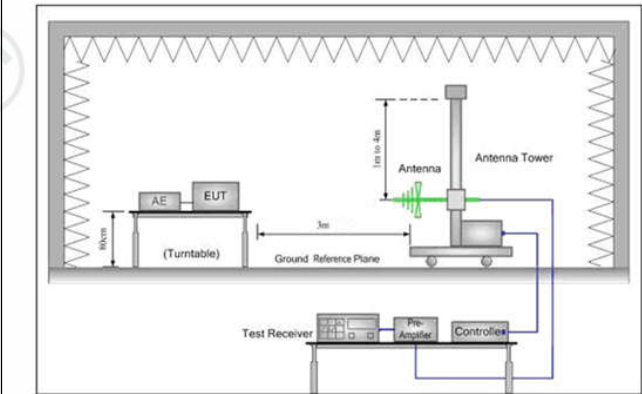 1m to 4m
Antenna
Antenna Tower
AE
EUT
80cm
(Turntable)
3m
Ground Reference Plane
Test Receiver
Pre-
Amplifier
Controller